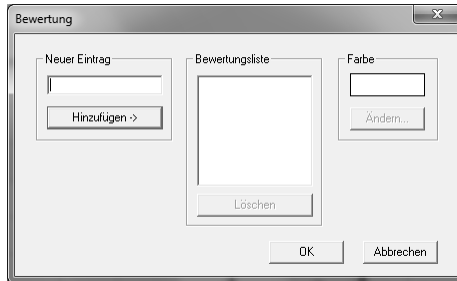 Bewertung
Neuer Eintrag
Hinzufügen ->
Bewertungsliste
Löschen
Farbe
Ändern...
OK
Abbrechen